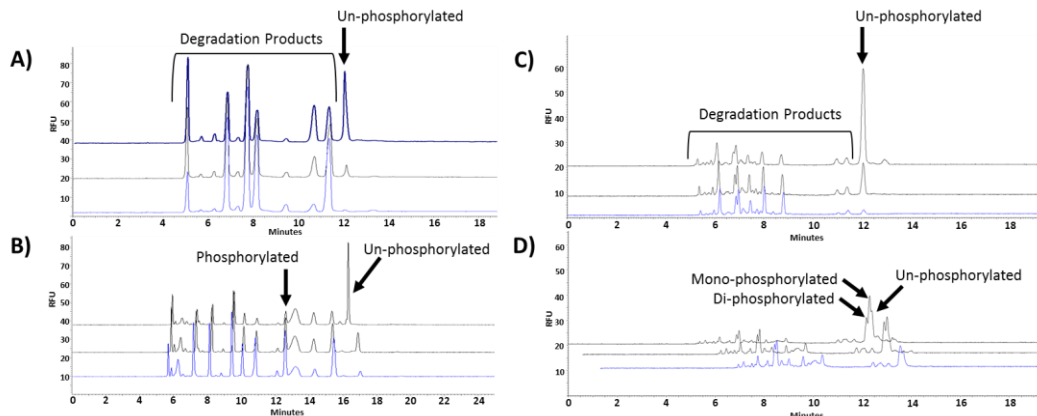 A)
Degradation Products
Un-phosphorylated
RFU
80
70
60
50
40
30
20
10
0 2 4 6 8 10 12 14 16 18
Minutes
B)
Phosphorylated
Un-phosphorylated
RFU
80
70
60
50
40
30
20
10
0 2 4 6 8 10 12 14 16 18 20 22 24
Minutes
C)
Un-phosphorylated
Degradation Products
RFU
60
50
40
30
20
10
0 2 4 6 8 10 12 14 16 18
Minutes
D)
Mono-phosphorylated
Di-phosphorylated
Un-phosphorylated
RFU
60
50
40
30
20
10
0 2 4 6 8 10 12 14 16 18
Minutes